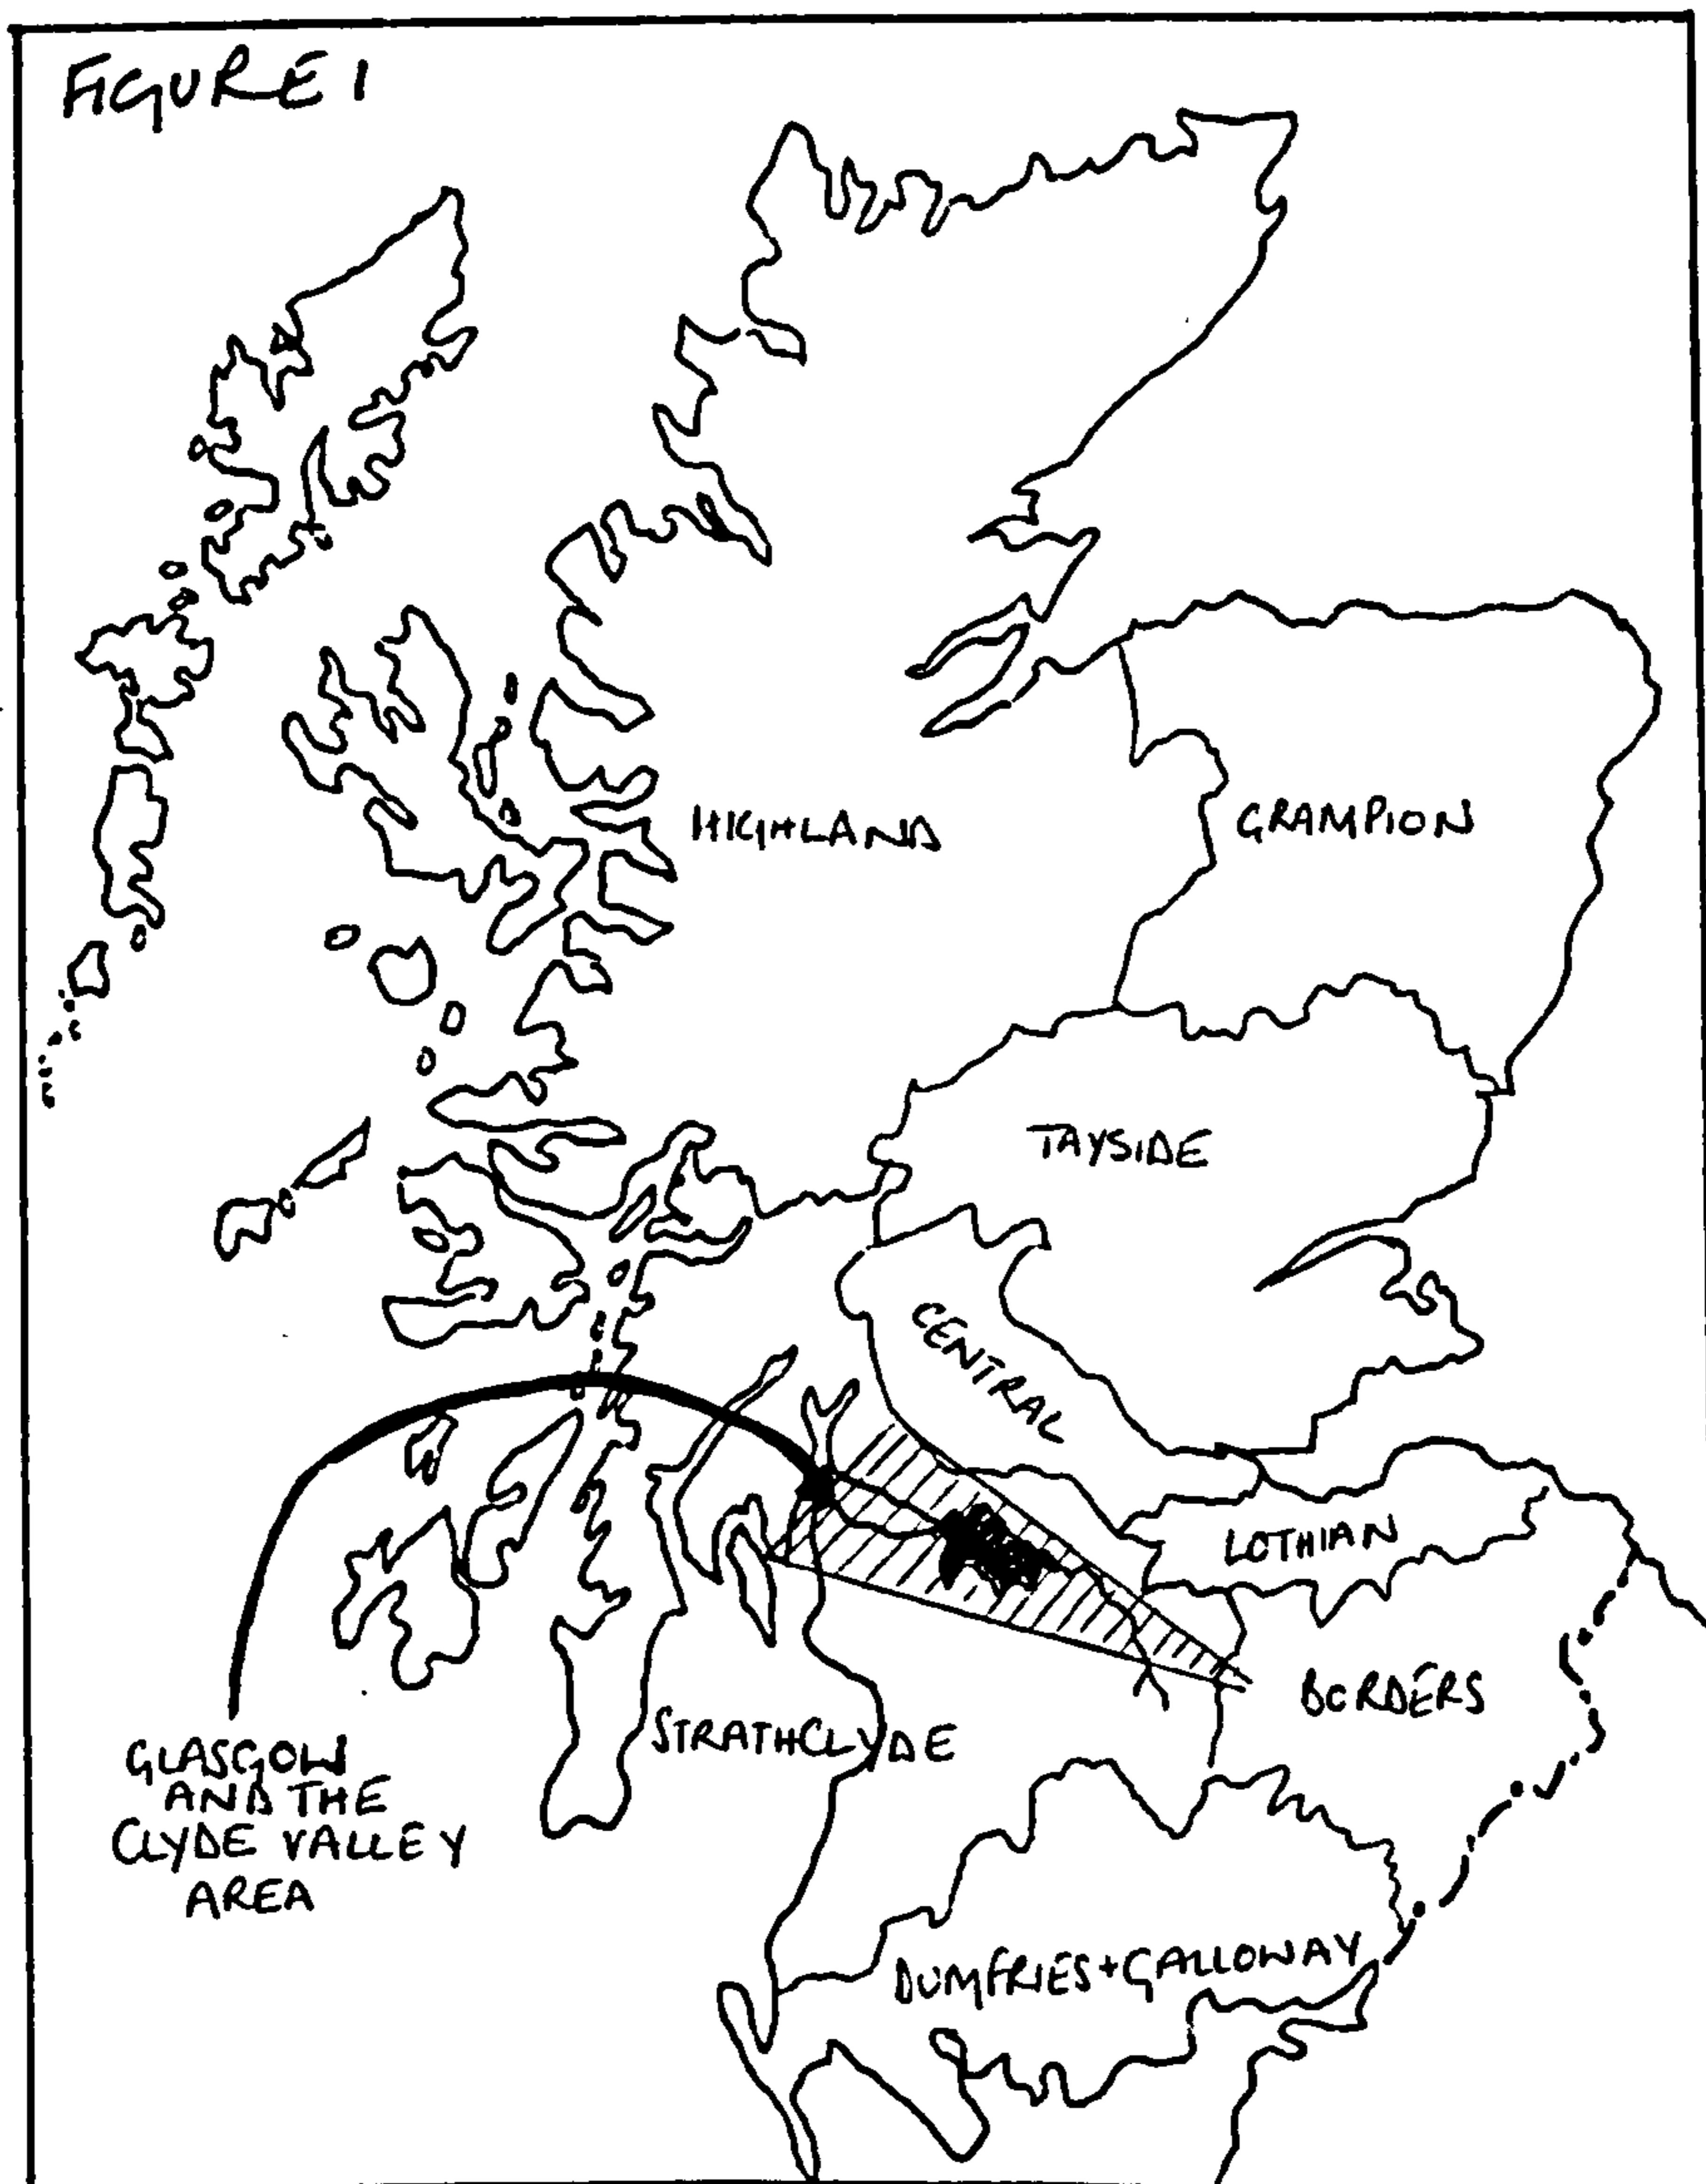 FIGURE 1
HIGHLAND
GRAMPION
TAYSIDE
CENTRAL
LOTHIAN
BORDERS
STRATHCLYDE
GLASGOW
AND THE
CLYDE VALLEY
AREA
DUMFRIES+GALLOWAY